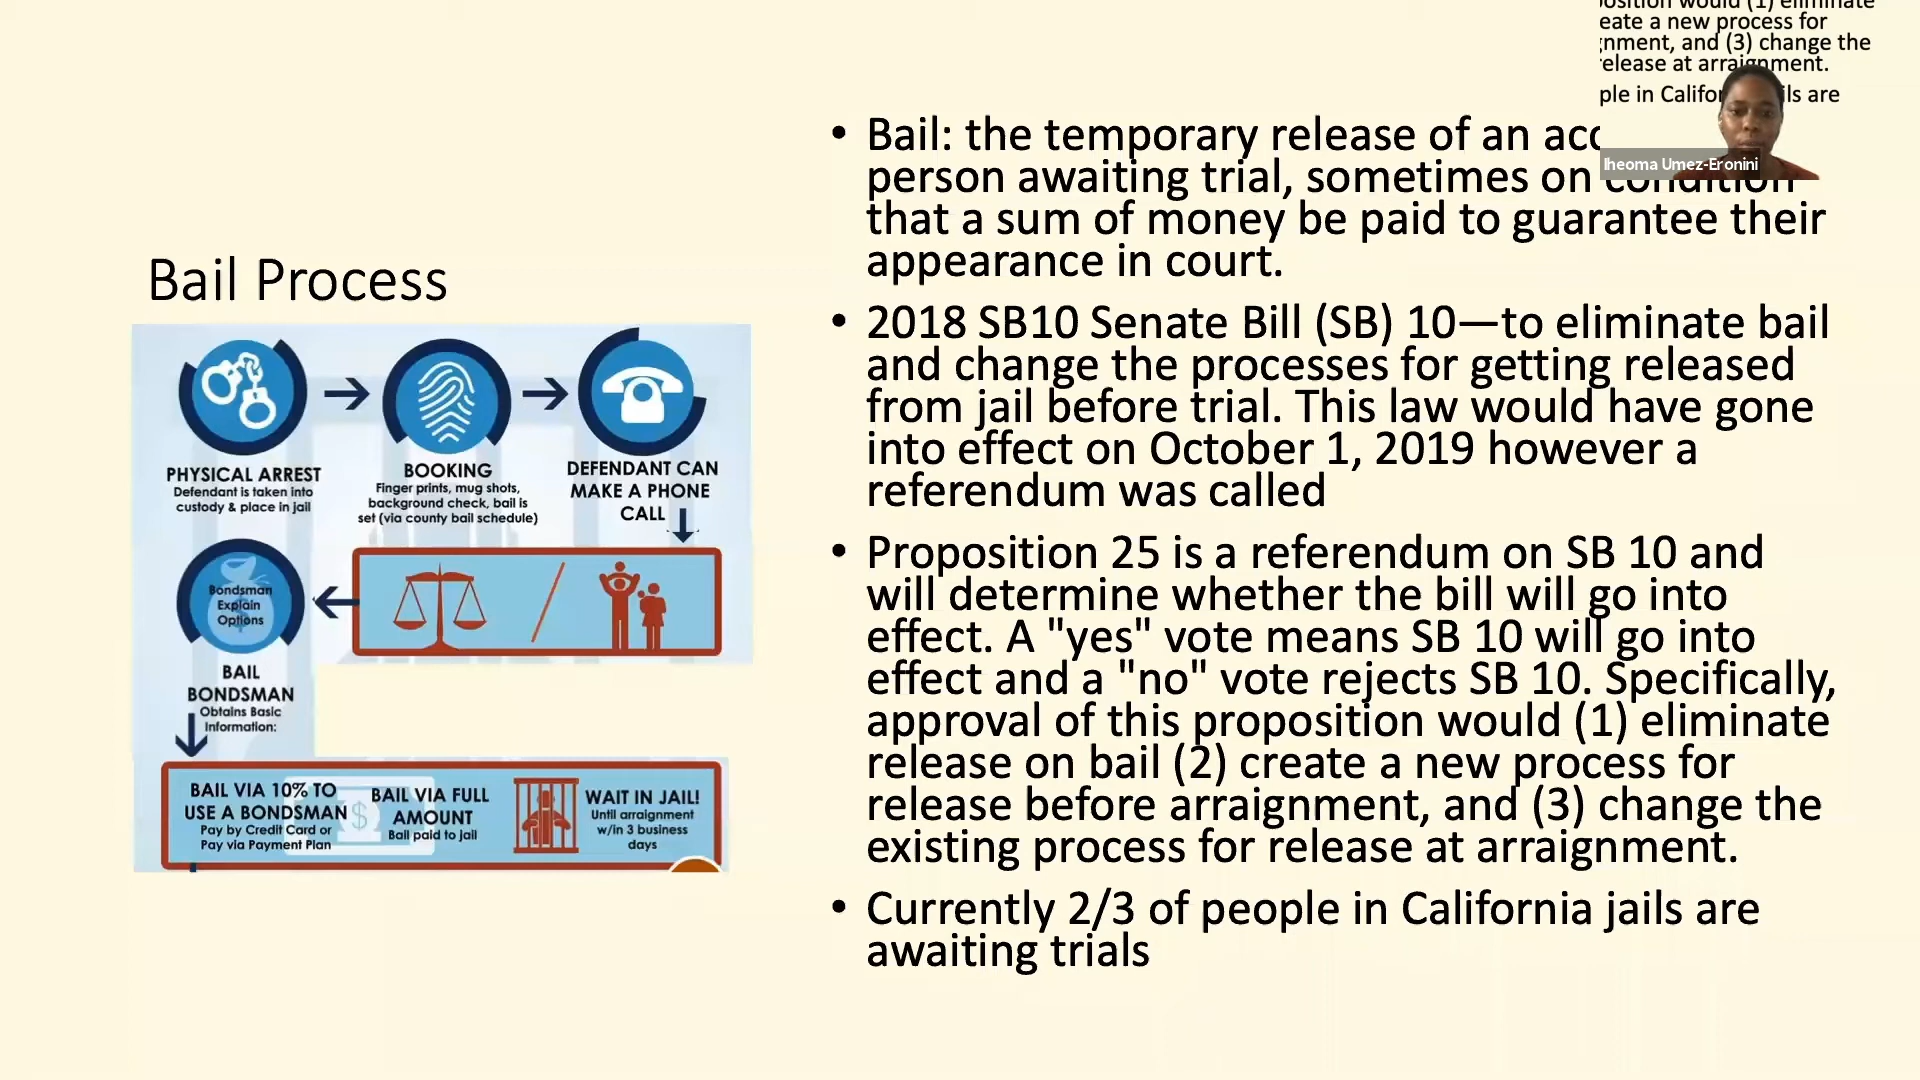 osition would (1) eliminate
eate a new process for
nment, and (3) change the
elease at arraignment.
ple in Califor ils are
Iheoma Umez-Eronini
Bail Process
PHYSICAL ARREST
Defendant is taken into
custody & place in jail
BOOKING
Finger prints, mug shots,
background check, bail is
set (via county bail schedule)
DEFENDANT CAN
MAKE A PHONE
CALL
Bondsman
Explain
Options
BAIL
BONDSMAN
Obtains Basic
Information:
BAIL VIA 10% TO
USE A BONDSMAN
Pay by Credit Card or
Pay via Payment Plan
$
BAIL VIA FULL
AMOUNT
Bail paid to jail
WAIT IN JAIL!
Until arraignment
w/in 3 business
days
• Bail: the temporary release of an acc
person awaiting trial, sometimes on condition
that a sum of money be paid to guarantee their
appearance in court.
• 2018 SB10 Senate Bill (SB) 10—to eliminate bail
and change the processes for getting released
from jail before trial. This law would have gone
into effect on October 1, 2019 however a
referendum was called
• Proposition 25 is a referendum on SB 10 and
will determine whether the bill will go into
effect. A "yes" vote means SB 10 will go into
effect and a "no" vote rejects SB 10. Specifically,
approval of this proposition would (1) eliminate
release on bail (2) create a new process for
release before arraignment, and (3) change the
existing process for release at arraignment.
• Currently 2/3 of people in California jails are
awaiting trials